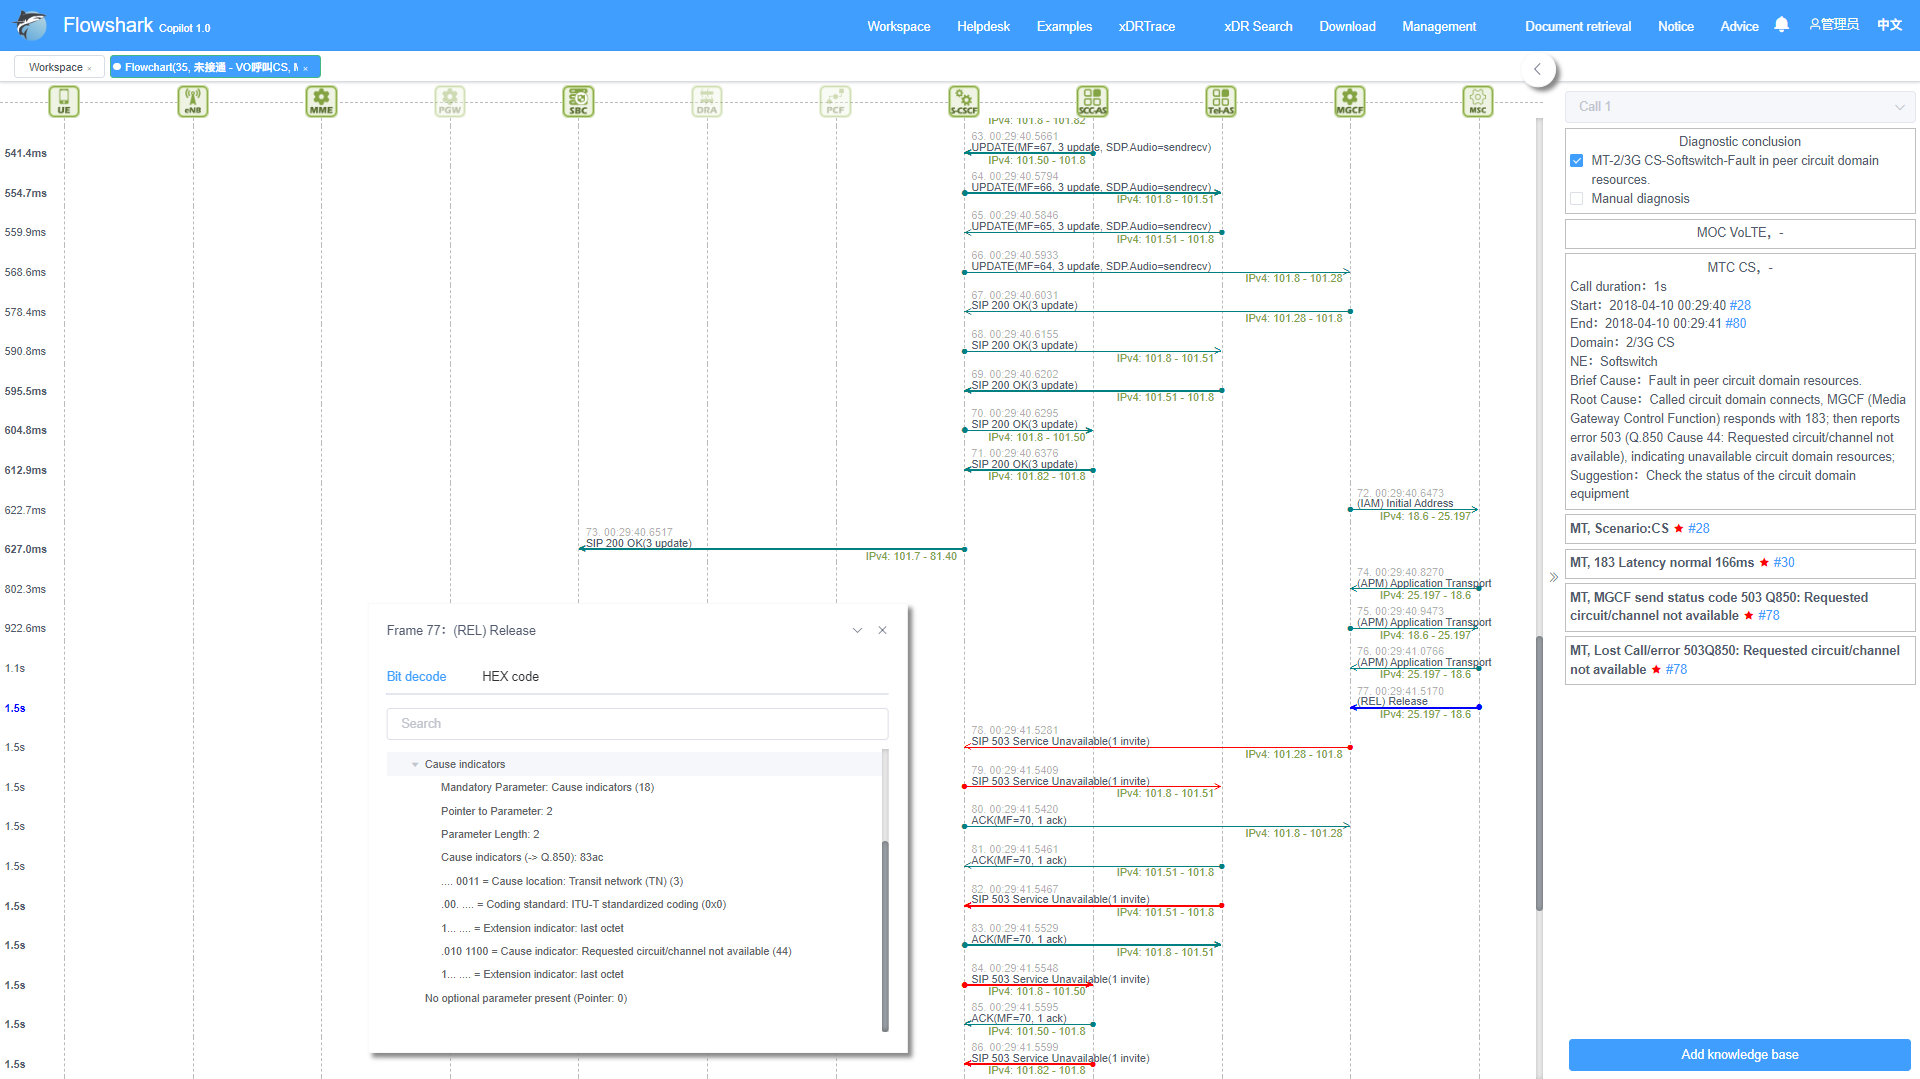 Flowshark Copilot 1.0
Workspace Helpdesk Examples xDRTrace xDR Search Download Management Document retrieval Notice Advice 管理员 中文
Workspace ×
Flowchart(35, 未接通 - VO呼叫CS, ×
UE eNB MME PGW SBC DRA PCF S-CSCF SCC-AS Tel-AS MGCF MSC
IPv4: 101.8 - 101.82
63. 00:29:40.5661
541.4ms UPDATE(MF=67, 3 update, SDP.Audio=sendrecv)
IPv4: 101.50 - 101.8
64. 00:29:40.5794
554.7ms UPDATE(MF=66, 3 update, SDP.Audio=sendrecv)
IPv4: 101.8 - 101.51
65. 00:29:40.5846
559.9ms UPDATE(MF=65, 3 update, SDP.Audio=sendrecv)
IPv4: 101.51 - 101.8
66. 00:29:40.5933
568.6ms UPDATE(MF=64, 3 update, SDP.Audio=sendrecv)
IPv4: 101.8 - 101.28
67. 00:29:40.6031
578.4ms SIP 200 OK(3 update)
IPv4: 101.28 - 101.8
68. 00:29:40.6155
590.8ms SIP 200 OK(3 update)
IPv4: 101.8 - 101.51
69. 00:29:40.6202
595.5ms SIP 200 OK(3 update)
IPv4: 101.51 - 101.8
70. 00:29:40.6295
604.8ms SIP 200 OK(3 update)
IPv4: 101.8 - 101.50
71. 00:29:40.6376
612.9ms SIP 200 OK(3 update)
IPv4: 101.82 - 101.8
72. 00:29:40.6473
622.7ms (IAM) Initial Address
IPv4: 18.6 - 25.197
73. 00:29:40.6517
627.0ms SIP 200 OK(3 update)
IPv4: 101.7 - 81.40
74. 00:29:40.8270
802.3ms (APM) Application Transport
IPv4: 25.197 - 18.6
75. 00:29:40.9473
922.6ms (APM) Application Transport
IPv4: 18.6 - 25.197
76. 00:29:41.0766
1.1s (APM) Application Transport
IPv4: 25.197 - 18.6
77. 00:29:41.5170
1.5s (REL) Release
IPv4: 25.197 - 18.6
78. 00:29:41.5281
1.5s SIP 503 Service Unavailable(1 invite)
IPv4: 101.28 - 101.8
79. 00:29:41.5409
1.5s SIP 503 Service Unavailable(1 invite)
IPv4: 101.8 - 101.51
80. 00:29:41.5420
1.5s ACK(MF=70, 1 ack)
IPv4: 101.8 - 101.28
81. 00:29:41.5461
1.5s ACK(MF=70, 1 ack)
IPv4: 101.51 - 101.8
82. 00:29:41.5467
1.5s SIP 503 Service Unavailable(1 invite)
IPv4: 101.51 - 101.8
83. 00:29:41.5529
1.5s ACK(MF=70, 1 ack)
IPv4: 101.8 - 101.51
84. 00:29:41.5548
1.5s SIP 503 Service Unavailable(1 invite)
IPv4: 101.8 - 101.50
85. 00:29:41.5595
1.5s ACK(MF=70, 1 ack)
IPv4: 101.50 - 101.8
86. 00:29:41.5599
1.5s SIP 503 Service Unavailable(1 invite)
IPv4: 101.82 - 101.8
Frame 77: (REL) Release
Bit decode HEX code
Search
Cause indicators
Mandatory Parameter: Cause indicators (18)
Pointer to Parameter: 2
Parameter Length: 2
Cause indicators (-> Q.850): 83ac
.... 0011 = Cause location: Transit network (TN) (3)
.00. .... = Coding standard: ITU-T standardized coding (0x0)
1... .... = Extension indicator: last octet
.010 1100 = Cause indicator: Requested circuit/channel not available (44)
1... .... = Extension indicator: last octet
No optional parameter present (Pointer: 0)
Call 1
Diagnostic conclusion
MT-2/3G CS-Softswitch-Fault in peer circuit domain
resources.
Manual diagnosis
MOC VoLTE，-
MTC CS，-
Call duration：1s
Start：2018-04-10 00:29:40 #28
End：2018-04-10 00:29:41 #80
Domain：2/3G CS
NE：Softswitch
Brief Cause：Fault in peer circuit domain resources.
Root Cause：Called circuit domain connects, MGCF (Media
Gateway Control Function) responds with 183; then reports
error 503 (Q.850 Cause 44: Requested circuit/channel not
available), indicating unavailable circuit domain resources;
Suggestion：Check the status of the circuit domain
equipment
MT, Scenario:CS ★ #28
MT, 183 Latency normal 166ms ★ #30
MT, MGCF send status code 503 Q850: Requested
circuit/channel not available ★ #78
MT, Lost Call/error 503Q850: Requested circuit/channel
not available ★ #78
Add knowledge base